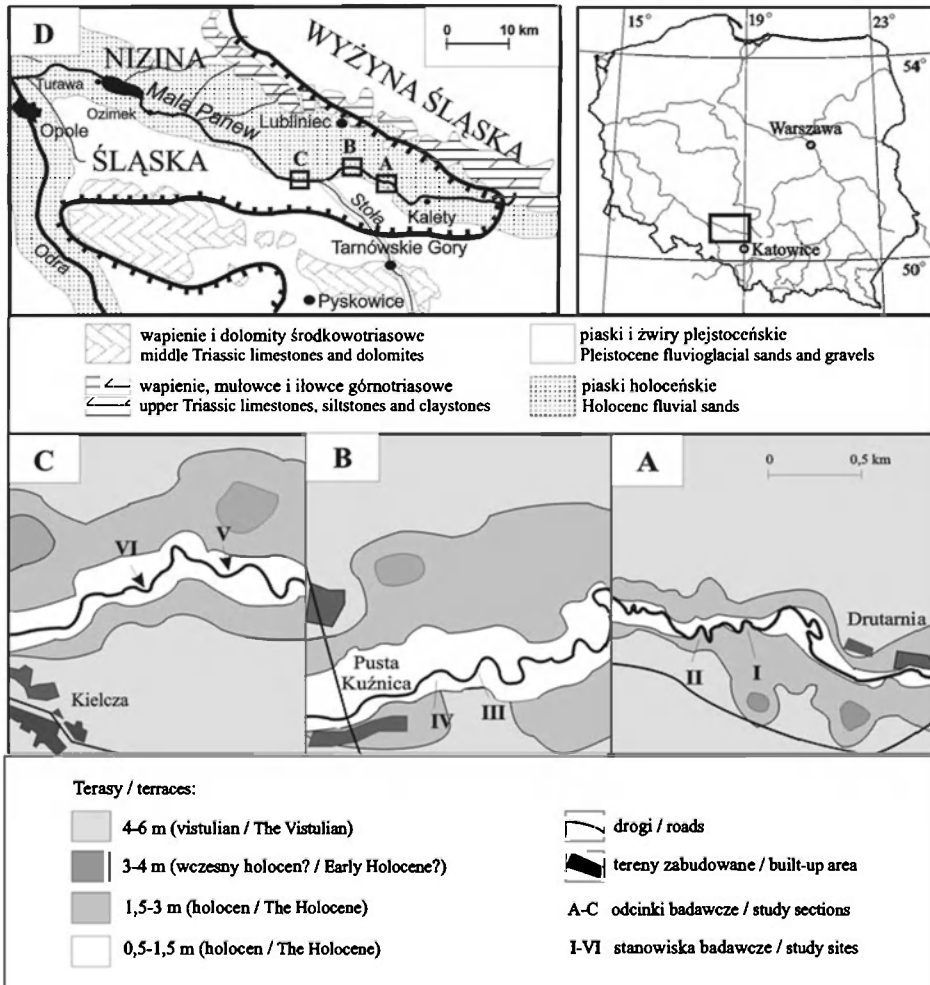 D
NIZINA
WYŻYNA ŚLĄSKA
0 10 km
Turawa
Ozimek
Mała Panew
Lubliniec
Opole
ŚLĄSKA
C
B
A
Stoła
Kalety
Tarnówskie Gory
Odra
Pyskowice
15° 19° 23°
54°
Warszawa
Katowice
50°
wapienie i dolomity środkowotriasowe
middle Triassic limestones and dolomites
wapienie, mułowce i iłowce górnotriasowe
upper Triassic limestones, siltstones and claystones
piaski i żwiry plejstoceńskie
Pleistocene fluvioglacial sands and gravels
piaski holoceńskie
Holocenc fluvial sands
C
VI
V
Kielcza
B
Pusta
Kuźnica
IV
III
A
0 0,5 km
Drutarnia
II
I
Terasy / terraces:
4-6 m (vistulian / The Vistulian)
3-4 m (wczesny holocen? / Early Holocene?)
1,5-3 m (holocen / The Holocene)
0,5-1,5 m (holocen / The Holocene)
drogi / roads
tereny zabudowane / built-up area
A-C odcinki badawcze / study sections
I-VI stanowiska badawcze / study sites